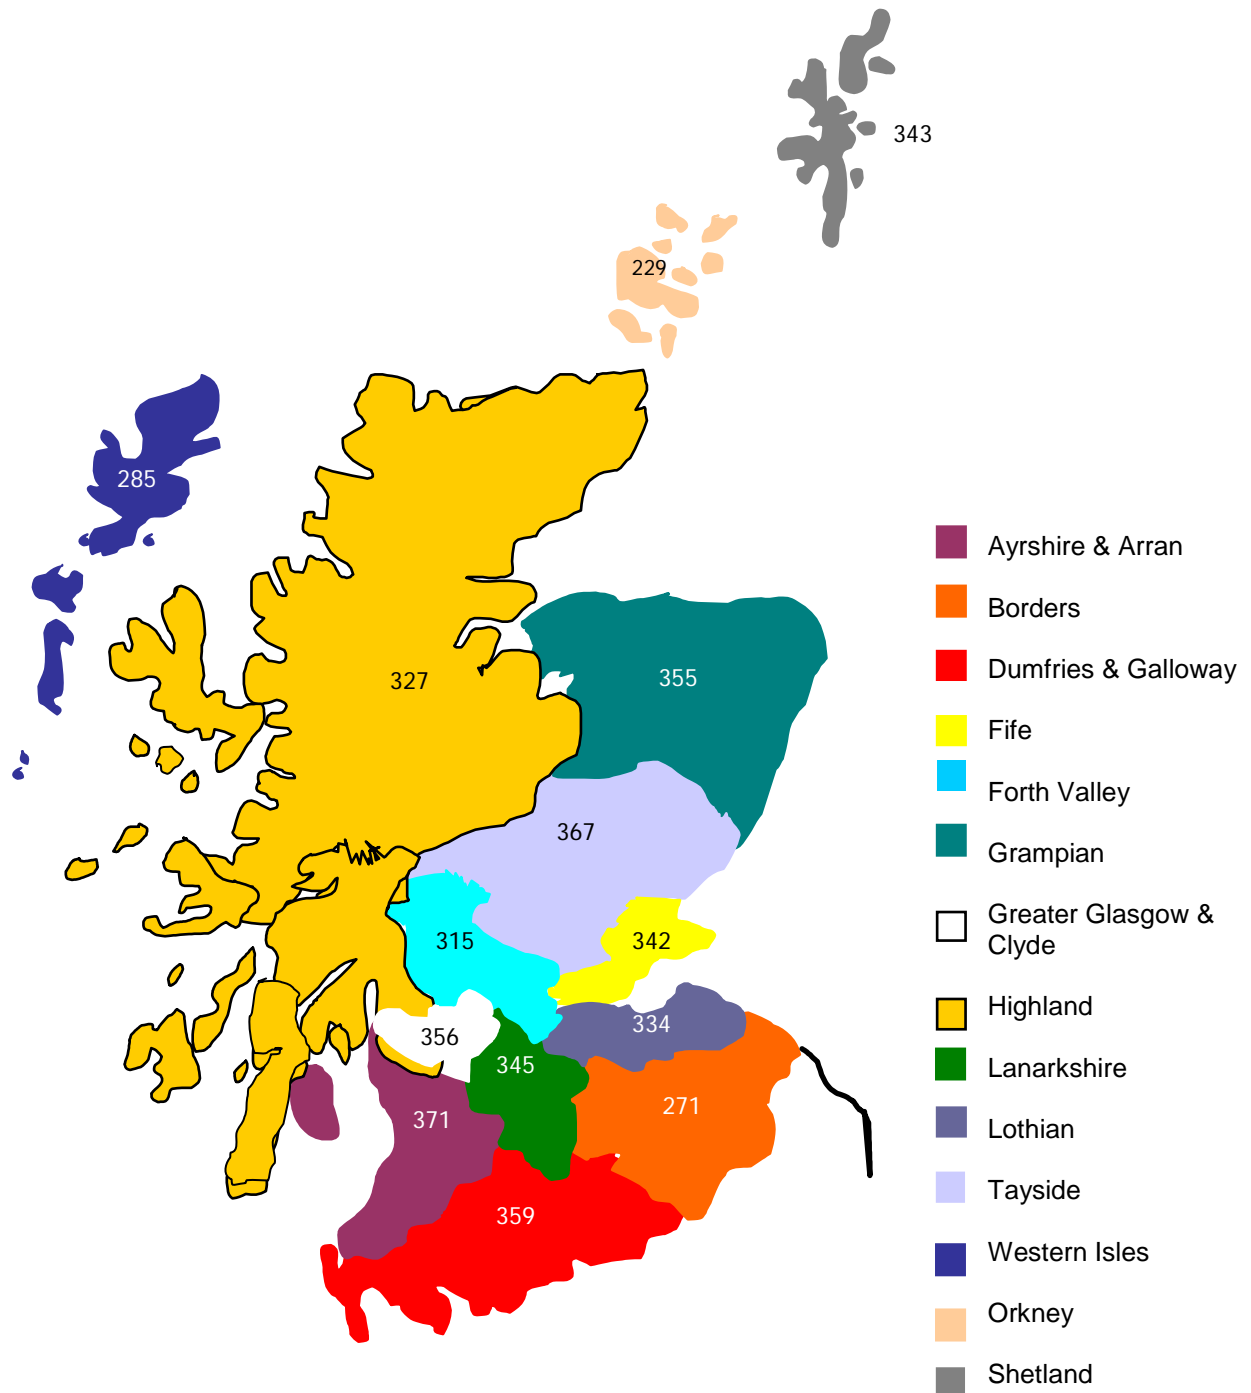 343
229
285
327
355
367
315
342
334
356
345
271
371
359
Ayrshire & Arran
Borders
Dumfries & Galloway
Fife
Forth Valley
Grampian
Greater Glasgow &
Clyde
Highland
Lanarkshire
Lothian
Tayside
Western Isles
Orkney
Shetland